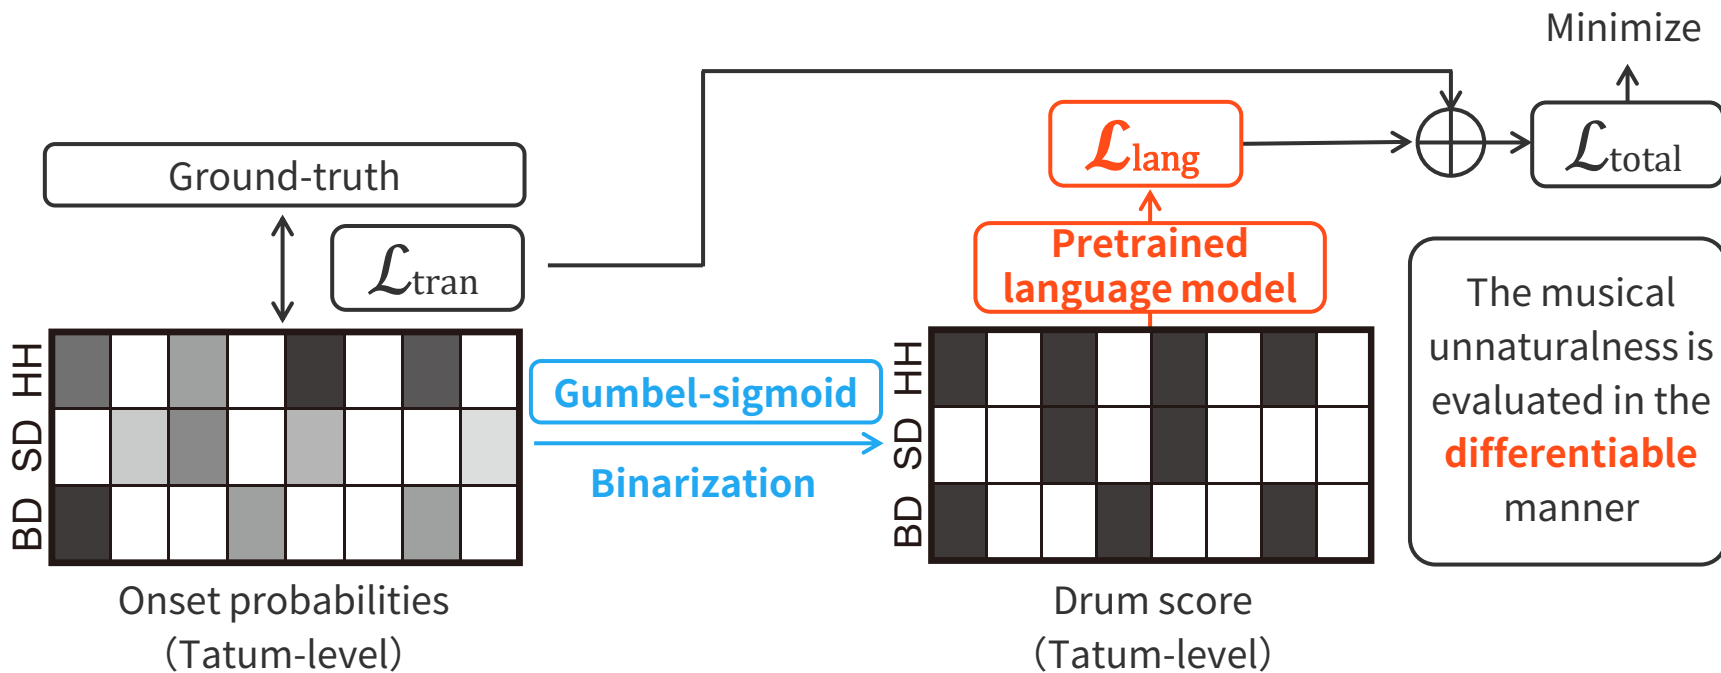 Minimize
Ground-truth
ℒtran
ℒlang
ℒtotal
Pretrained
language model
HH
SD
BD
Gumbel-sigmoid
Binarization
HH
SD
BD
The musical
unnaturalness is
evaluated in the
differentiable
manner
Onset probabilities
(Tatum-level)
Drum score
(Tatum-level)